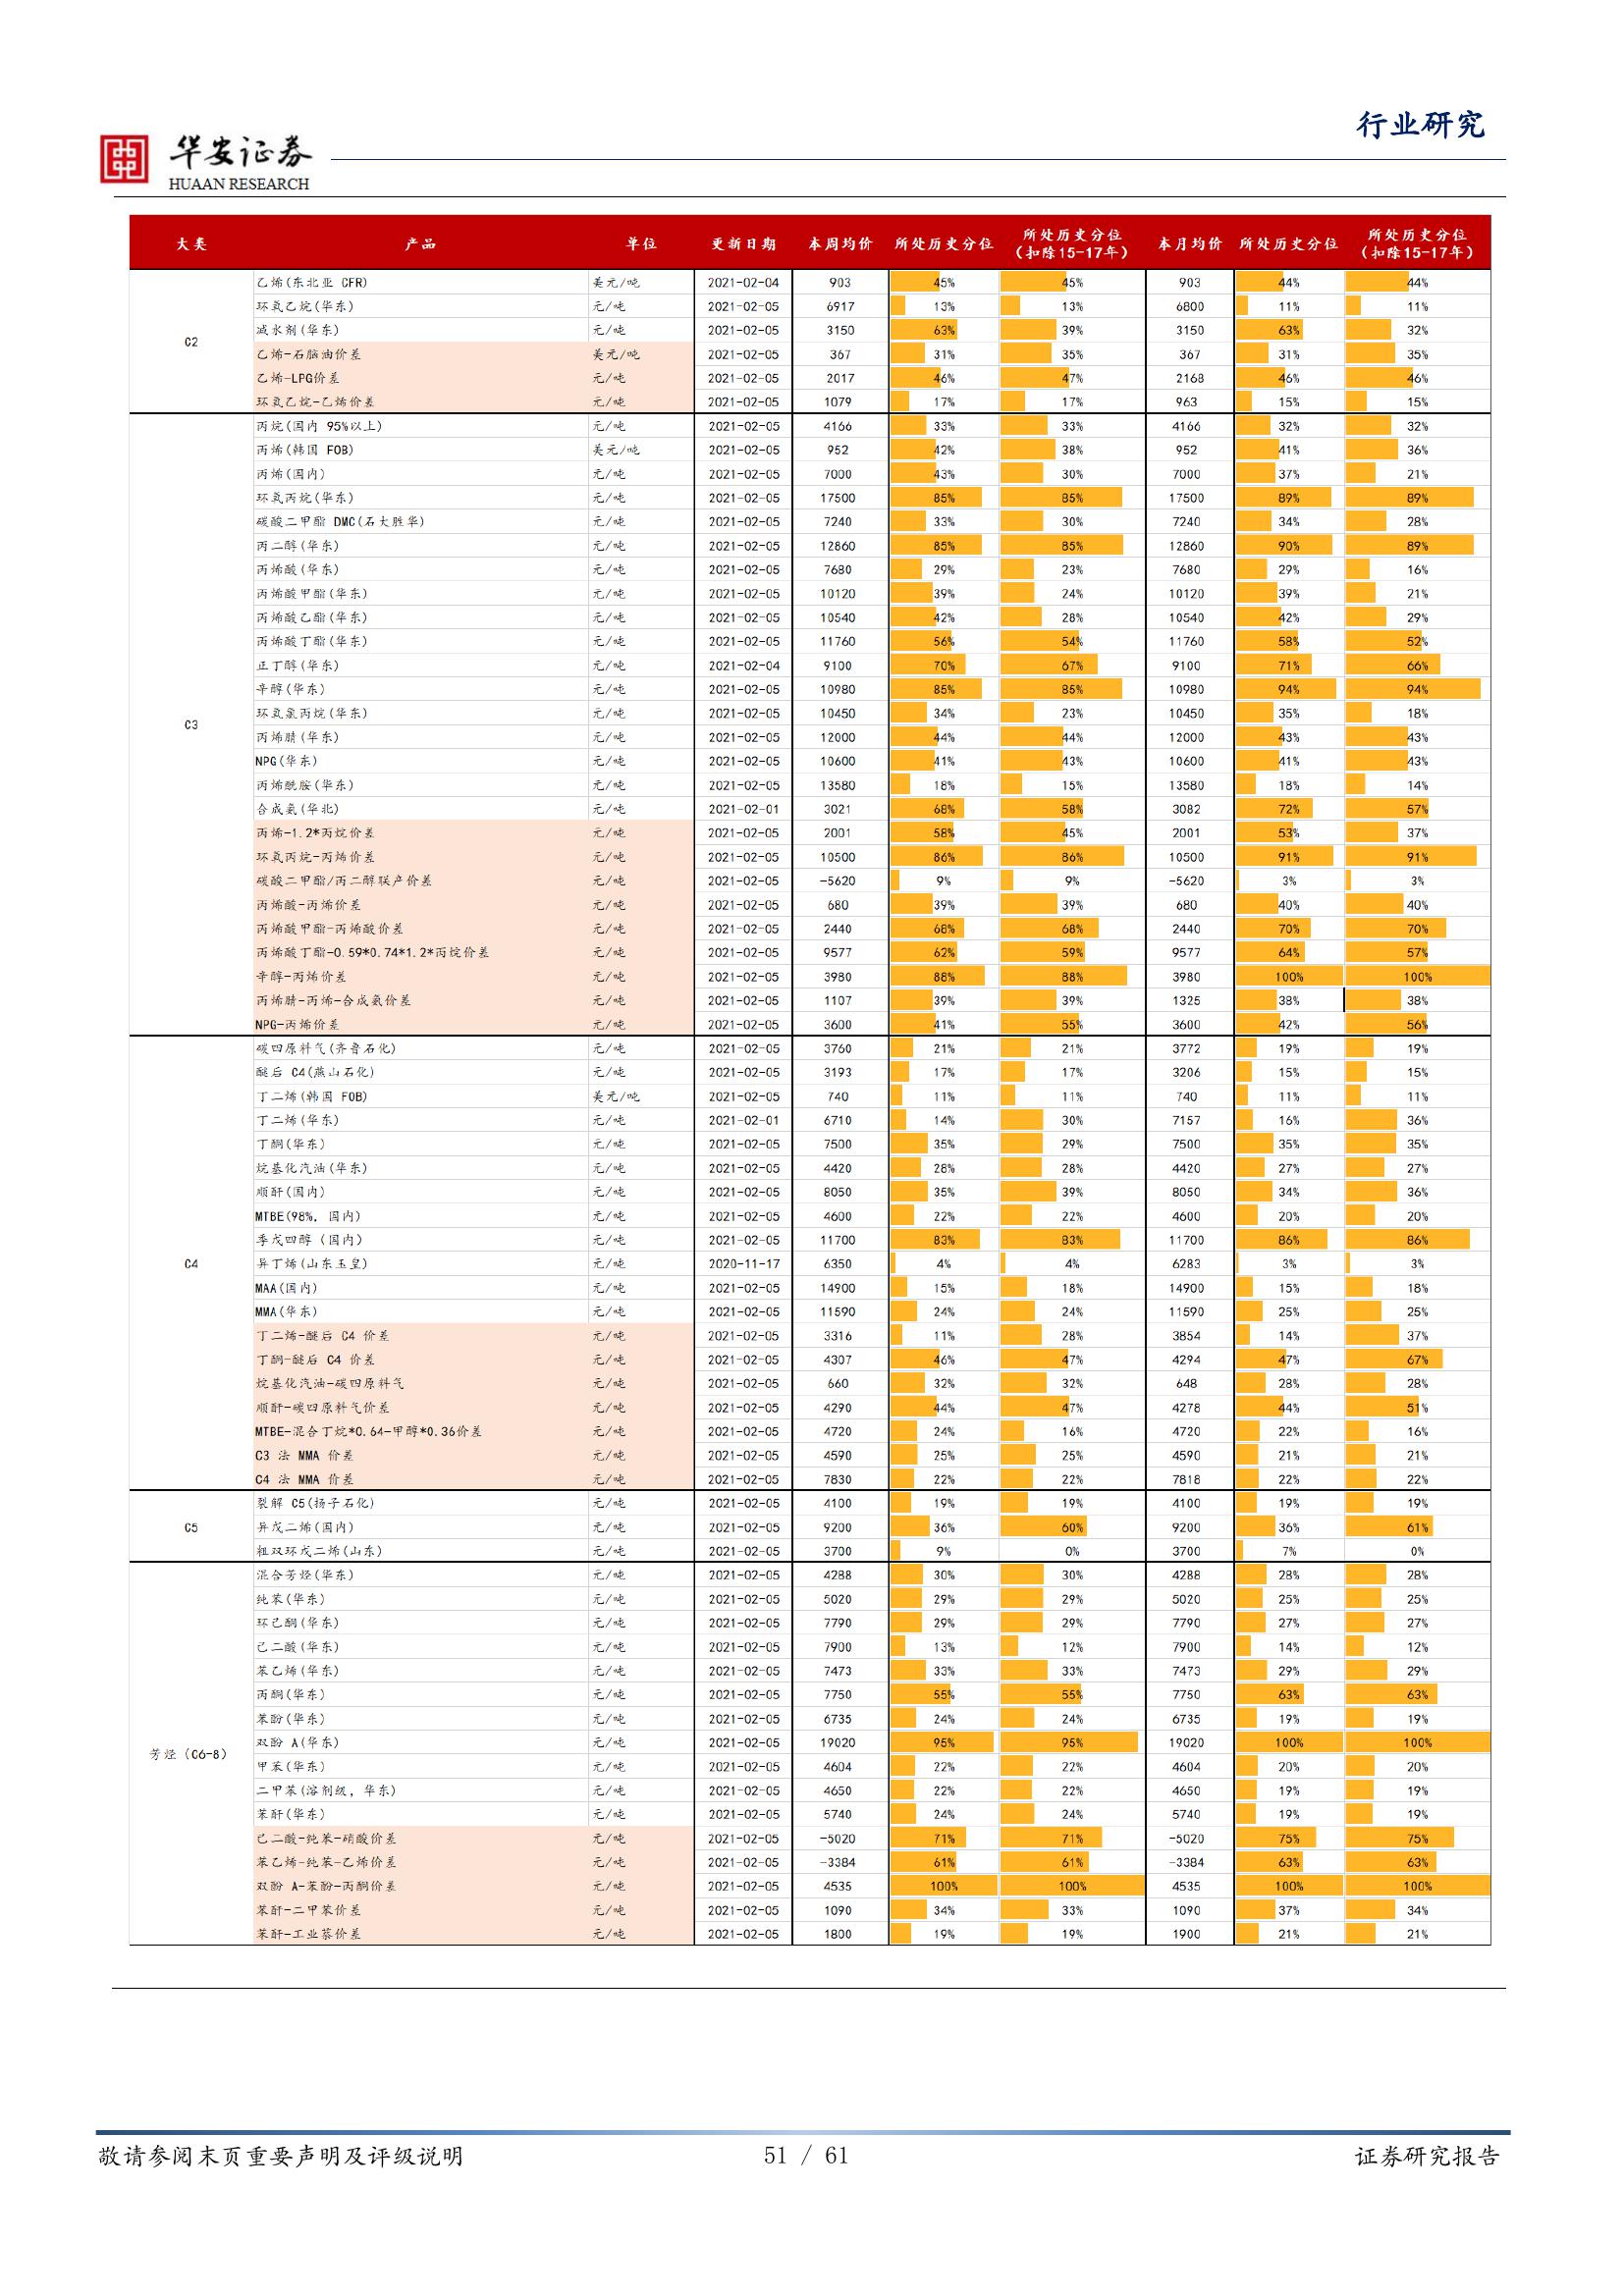 行业研究
华安证券
HUAAN RESEARCH
大类 产品 单位 更新日期 本周均价 所处历史分位 所处历史分位（扣除15-17年） 本月均价 所处历史分位 所处历史分位（扣除15-17年）
C2
乙烯(东北亚 CFR) 美元/吨 2021-02-04 903 45% 45% 903 44% 44%
环氧乙烷(华东) 元/吨 2021-02-05 6917 13% 13% 6800 11% 11%
减水剂(华东) 元/吨 2021-02-05 3150 63% 39% 3150 63% 32%
乙烯-石脑油价差 美元/吨 2021-02-05 367 31% 35% 367 31% 35%
乙烯-LPG价差 元/吨 2021-02-05 2017 46% 47% 2168 46% 46%
环氧乙烷-乙烯价差 元/吨 2021-02-05 1079 17% 17% 963 15% 15%
C3
丙烷(国内 95%以上) 元/吨 2021-02-05 4166 33% 33% 4166 32% 32%
丙烯(韩国 FOB) 美元/吨 2021-02-05 952 42% 38% 952 41% 36%
丙烯(国内) 元/吨 2021-02-05 7000 43% 30% 7000 37% 21%
环氧丙烷(华东) 元/吨 2021-02-05 17500 85% 85% 17500 89% 89%
碳酸二甲酯 DMC(石大胜华) 元/吨 2021-02-05 7240 33% 30% 7240 34% 28%
丙二醇(华东) 元/吨 2021-02-05 12860 85% 85% 12860 90% 89%
丙烯酸(华东) 元/吨 2021-02-05 7680 29% 23% 7680 29% 16%
丙烯酸甲酯(华东) 元/吨 2021-02-05 10120 39% 24% 10120 39% 21%
丙烯酸乙酯(华东) 元/吨 2021-02-05 10540 42% 28% 10540 42% 29%
丙烯酸丁酯(华东) 元/吨 2021-02-05 11760 56% 54% 11760 58% 52%
正丁醇(华东) 元/吨 2021-02-04 9100 70% 67% 9100 71% 66%
辛醇(华东) 元/吨 2021-02-05 10980 85% 85% 10980 94% 94%
环氧氯丙烷(华东) 元/吨 2021-02-05 10450 34% 23% 10450 35% 18%
丙烯腈(华东) 元/吨 2021-02-05 12000 44% 44% 12000 43% 43%
NPG(华东) 元/吨 2021-02-05 10600 41% 43% 10600 41% 43%
丙烯酰胺(华东) 元/吨 2021-02-05 13580 18% 15% 13580 18% 14%
合成氨(华北) 元/吨 2021-02-01 3021 68% 58% 3082 72% 57%
丙烯-1.2*丙烷价差 元/吨 2021-02-05 2001 58% 45% 2001 53% 37%
环氧丙烷-丙烯价差 元/吨 2021-02-05 10500 86% 86% 10500 91% 91%
碳酸二甲酯/丙二醇联产价差 元/吨 2021-02-05 -5620 9% 9% -5620 3% 3%
丙烯酸-丙烯价差 元/吨 2021-02-05 680 39% 39% 680 40% 40%
丙烯酸甲酯-丙烯酸价差 元/吨 2021-02-05 2440 68% 68% 2440 70% 70%
丙烯酸丁酯-0.59*0.74*1.2*丙烷价差 元/吨 2021-02-05 9577 62% 59% 9577 64% 57%
辛醇-丙烯价差 元/吨 2021-02-05 3980 88% 88% 3980 100% 100%
丙烯腈-丙烯-合成氨价差 元/吨 2021-02-05 1107 39% 39% 1325 38% 38%
NPG-丙烯价差 元/吨 2021-02-05 3600 41% 55% 3600 42% 56%
C4
碳四原料气(齐鲁石化) 元/吨 2021-02-05 3760 21% 21% 3772 19% 19%
醚后 C4(燕山石化) 元/吨 2021-02-05 3193 17% 17% 3206 15% 15%
丁二烯(韩国 FOB) 美元/吨 2021-02-05 740 11% 11% 740 11% 11%
丁二烯(华东) 元/吨 2021-02-01 6710 14% 30% 7157 16% 36%
丁酮(华东) 元/吨 2021-02-05 7500 35% 29% 7500 35% 35%
烷基化汽油(华东) 元/吨 2021-02-05 4420 28% 28% 4420 27% 27%
顺酐(国内) 元/吨 2021-02-05 8050 35% 39% 8050 34% 36%
MTBE(98%, 国内) 元/吨 2021-02-05 4600 22% 22% 4600 20% 20%
季戊四醇（国内) 元/吨 2021-02-05 11700 83% 83% 11700 86% 86%
异丁烯(山东玉皇) 元/吨 2020-11-17 6350 4% 4% 6283 3% 3%
MAA(国内) 元/吨 2021-02-05 14900 15% 18% 14900 15% 18%
MMA(华东) 元/吨 2021-02-05 11590 24% 24% 11590 25% 25%
丁二烯-醚后 C4 价差 元/吨 2021-02-05 3316 11% 28% 3854 14% 37%
丁酮-醚后 C4 价差 元/吨 2021-02-05 4307 46% 47% 4294 47% 67%
烷基化汽油-碳四原料气 元/吨 2021-02-05 660 32% 32% 648 28% 28%
顺酐-碳四原料气价差 元/吨 2021-02-05 4290 44% 47% 4278 44% 51%
MTBE-混合丁烷*0.64-甲醇*0.36价差 元/吨 2021-02-05 4720 24% 16% 4720 22% 16%
C3 法 MMA 价差 元/吨 2021-02-05 4590 25% 25% 4590 21% 21%
C4 法 MMA 价差 元/吨 2021-02-05 7830 22% 22% 7818 22% 22%
C5
裂解 C5(扬子石化) 元/吨 2021-02-05 4100 19% 19% 4100 19% 19%
异戊二烯(国内) 元/吨 2021-02-05 9200 36% 60% 9200 36% 61%
粗双环戊二烯(山东) 元/吨 2021-02-05 3700 9% 0% 3700 7% 0%
芳烃（C6-8）
混合芳烃(华东) 元/吨 2021-02-05 4288 30% 30% 4288 28% 28%
纯苯(华东) 元/吨 2021-02-05 5020 29% 29% 5020 25% 25%
环己酮(华东) 元/吨 2021-02-05 7790 29% 29% 7790 27% 27%
己二酸(华东) 元/吨 2021-02-05 7900 13% 12% 7900 14% 12%
苯乙烯(华东) 元/吨 2021-02-05 7473 33% 33% 7473 29% 29%
丙酮(华东) 元/吨 2021-02-05 7750 55% 55% 7750 63% 63%
苯酚(华东) 元/吨 2021-02-05 6735 24% 24% 6735 19% 19%
双酚 A(华东) 元/吨 2021-02-05 19020 95% 95% 19020 100% 100%
甲苯(华东) 元/吨 2021-02-05 4604 22% 22% 4604 20% 20%
二甲苯(溶剂级, 华东) 元/吨 2021-02-05 4650 22% 22% 4650 19% 19%
苯酐(华东) 元/吨 2021-02-05 5740 24% 24% 5740 19% 19%
己二酸-纯苯-硝酸价差 元/吨 2021-02-05 -5020 71% 71% -5020 75% 75%
苯乙烯-纯苯-乙烯价差 元/吨 2021-02-05 -3384 61% 61% -3384 63% 63%
双酚 A-苯酚-丙酮价差 元/吨 2021-02-05 4535 100% 100% 4535 100% 100%
苯酐-二甲苯价差 元/吨 2021-02-05 1090 34% 33% 1090 37% 34%
苯酐-工业萘价差 元/吨 2021-02-05 1800 19% 19% 1900 21% 21%
敬请参阅末页重要声明及评级说明 51 / 61 证券研究报告